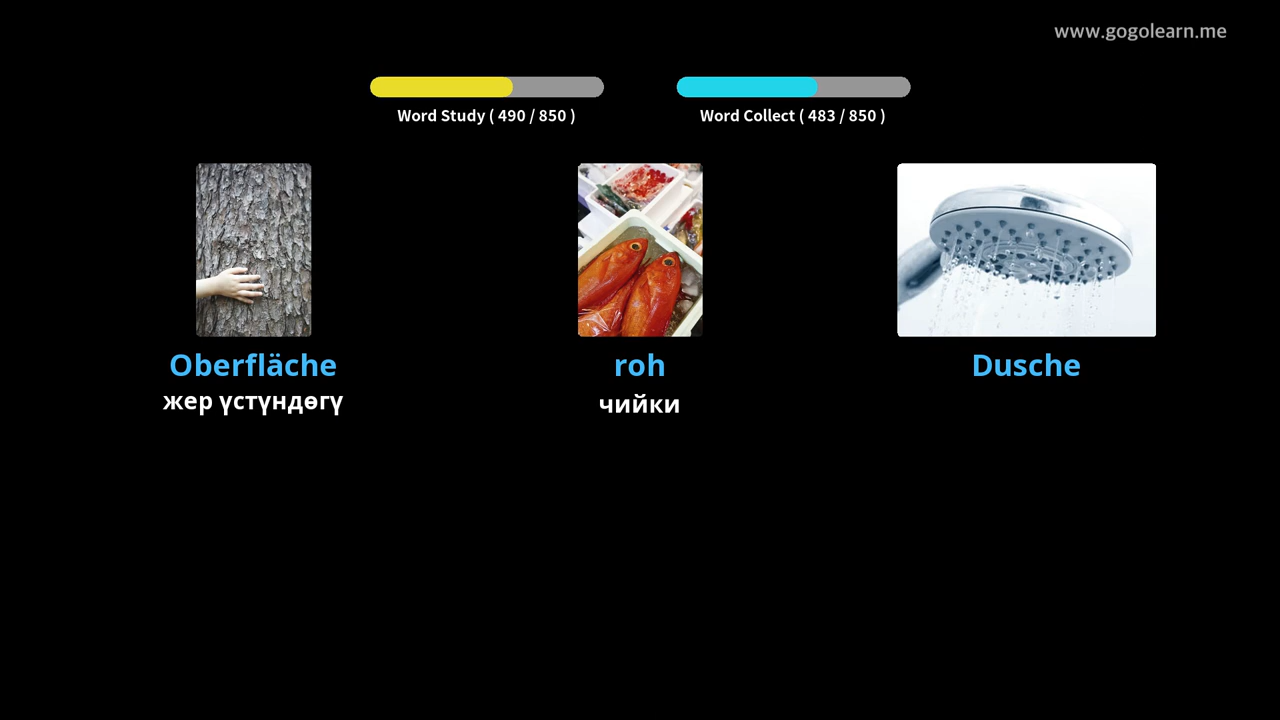 www.gogolearn.me
Word Study ( 490 / 850 )
Word Collect ( 483 / 850 )
Oberfläche
roh
Dusche
жер үстүндөгү
чийки